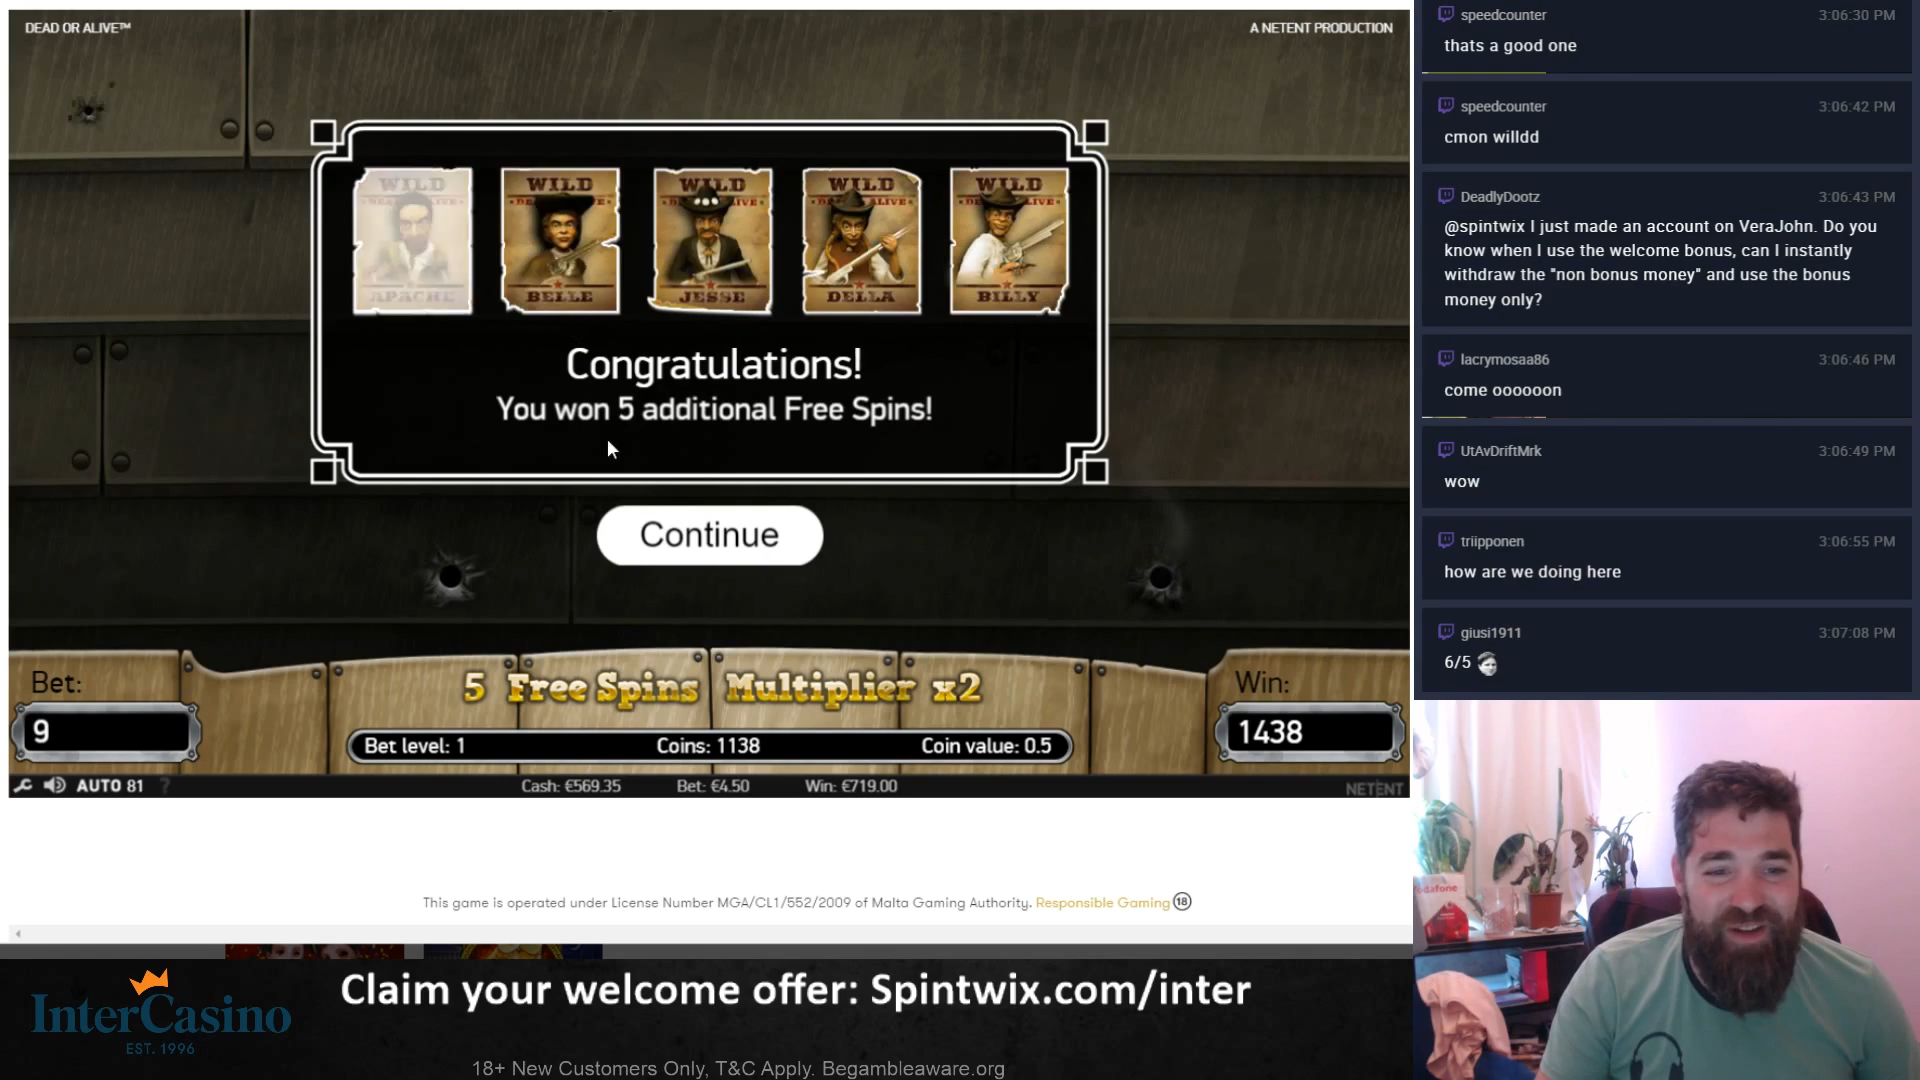 DEAD OR ALIVE™
A NETENT PRODUCTION
WILD
APACHE
WILD
BELLE
WILD
JESSE
WILD
DELLA
WILD
BILLY
Congratulations!
You won 5 additional Free Spins!
Continue
Bet:
9
5 Free Spins Multiplier x2
Bet level: 1 Coins: 1138 Coin value: 0.5
Win:
1438
AUTO 81 ?
Cash: €569.35 Bet: €4.50 Win: €719.00
NETENT
This game is operated under License Number MGA/CL1/552/2009 of Malta Gaming Authority. Responsible Gaming 18
InterCasino
EST. 1996
Claim your welcome offer: Spintwix.com/inter
18+ New Customers Only, T&C Apply. Begambleaware.org
speedcounter 3:06:30 PM
thats a good one
speedcounter 3:06:42 PM
cmon willdd
DeadlyDootz 3:06:43 PM
@spintwix I just made an account on VeraJohn. Do you
know when I use the welcome bonus, can I instantly
withdraw the "non bonus money" and use the bonus
money only?
lacrymosaa86 3:06:46 PM
come oooooon
UtAvDriftMrk 3:06:49 PM
wow
triipponen 3:06:55 PM
how are we doing here
giusi1911 3:07:08 PM
6/5